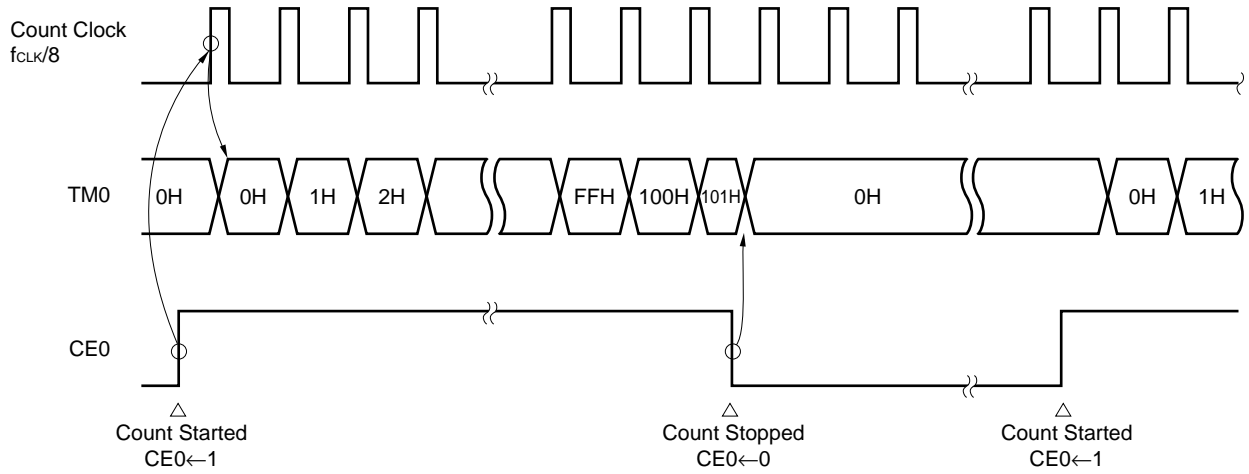 Count Clock
fCLK/8
TM0
0H
0H
1H
2H
FFH
100H
101H
0H
0H
1H
CE0
Count Started
CE0←1
Count Stopped
CE0←0
Count Started
CE0←1